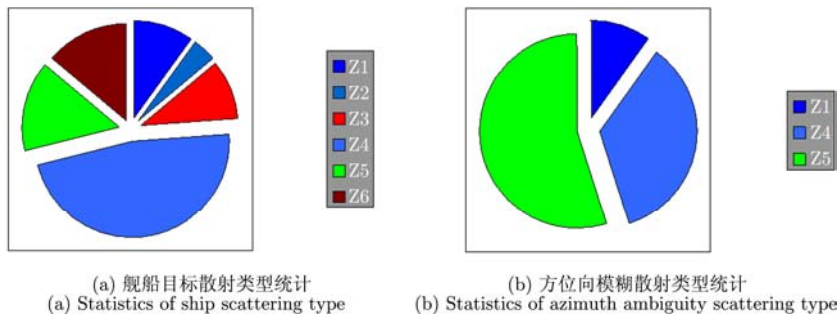 Z1
Z2
Z3
Z4
Z5
Z6
Z1
Z4
Z5
(a) 舰船目标散射类型统计
(a) Statistics of ship scattering type
(b) 方位向模糊散射类型统计
(b) Statistics of azimuth ambiguity scattering type